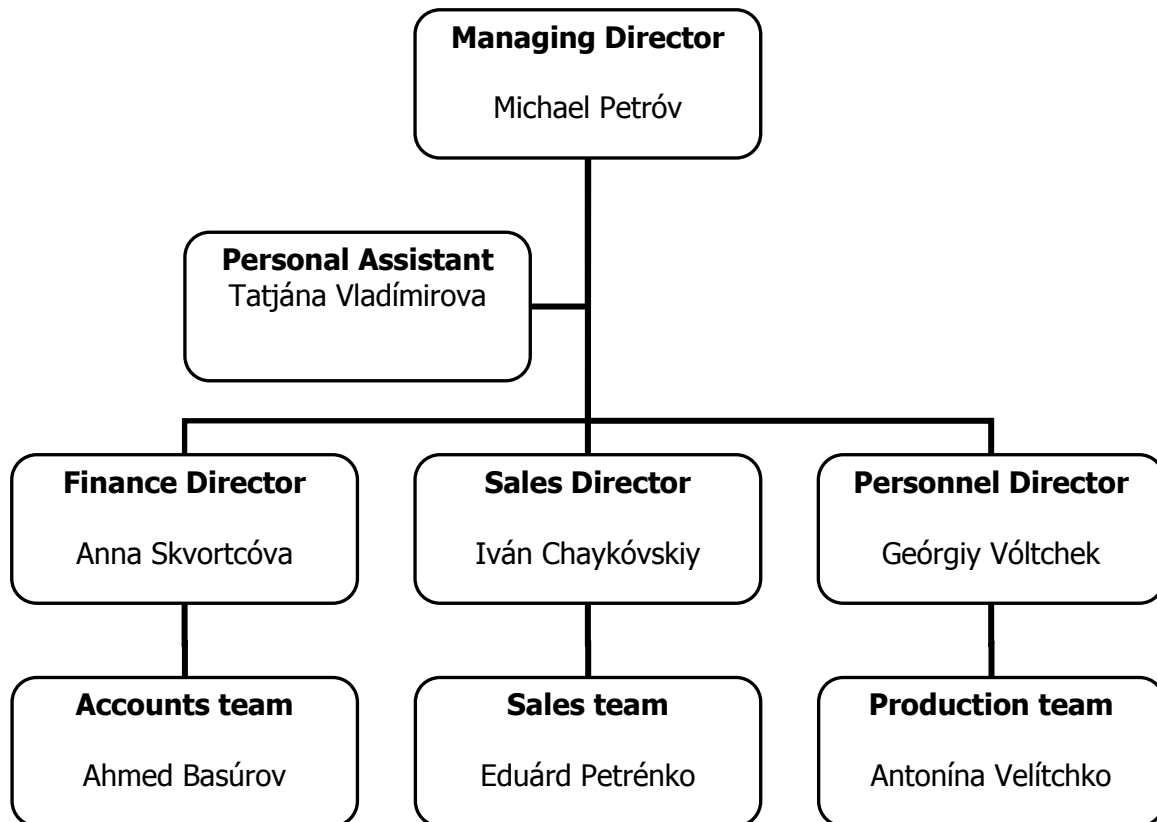 Managing Director
Michael Petróv
Personal Assistant
Tatjána Vladímirova
Finance Director
Anna Skvortcóva
Sales Director
Iván Chaykóvskiy
Personnel Director
Geórgiy Vóltchek
Accounts team
Ahmed Basúrov
Sales team
Eduárd Petrénko
Production team
Antonína Velítchko